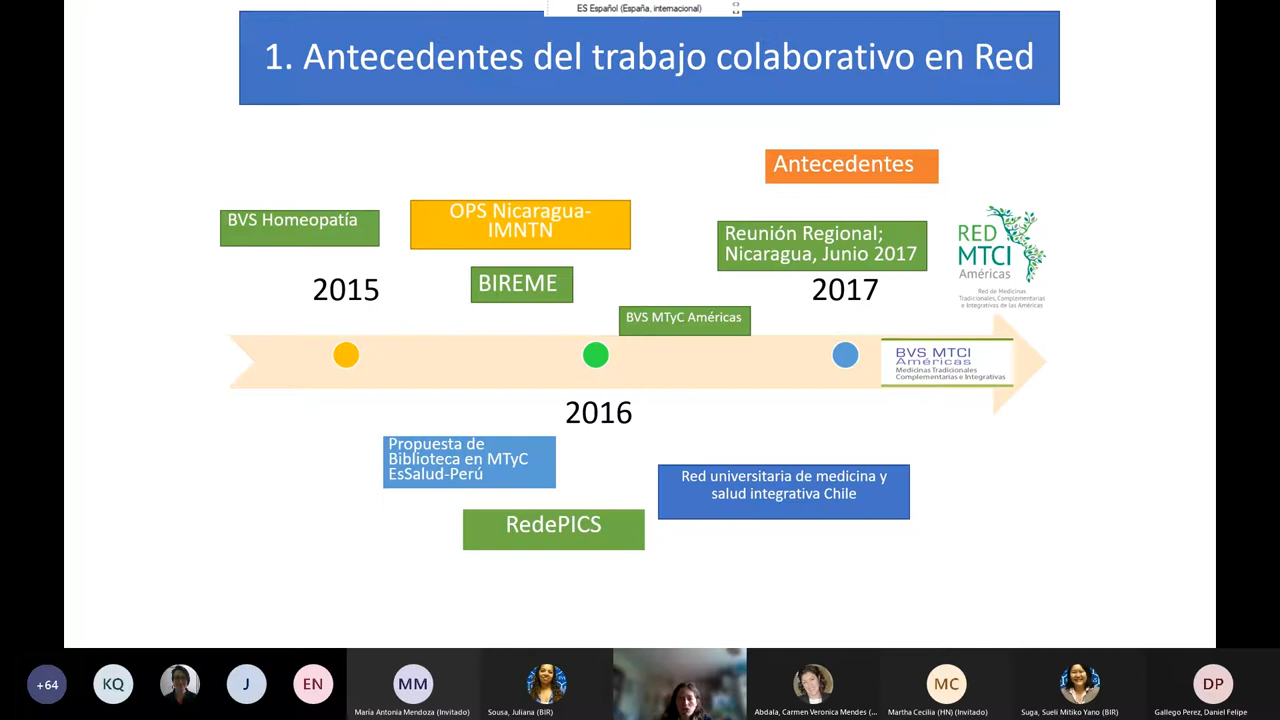 ES Español (España, internacional)
1. Antecedentes del trabajo colaborativo en Red
Antecedentes
BVS Homeopatía
OPS Nicaragua-
IMNTN
Reunión Regional;
Nicaragua, Junio 2017
RED
MTCI
Américas
Red de Medicinas
Tradicionales, Complementarias
e Integrativas de las Américas
2015
BIREME
2017
BVS MTyC Américas
BVS MTCI
Américas
Medicinas Tradicionales
Complementarias e Integrativas
2016
Propuesta de
Biblioteca en MTyC
EsSalud-Perú
Red universitaria de medicina y
salud integrativa Chile
RedePICS
+64
KQ
J
EN
MM
MC
DP
María Antonia Mendoza (Invitado)
Sousa, Juliana (BIR)
Abdala, Carmen Veronica Mendes (...
Martha Cecilia (HN) (Invitado)
Suga, Sueli Mitiko Yano (BIR)
Gallego Perez, Daniel Felipe